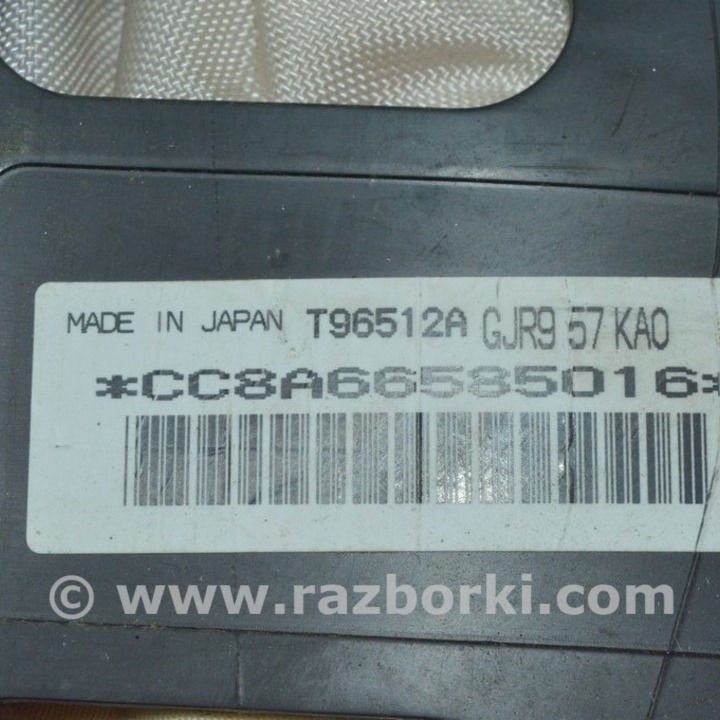 MADE IN JAPAN T96512A GJR9 57 KA0
*CC8A66585016*
© www.razborki.com